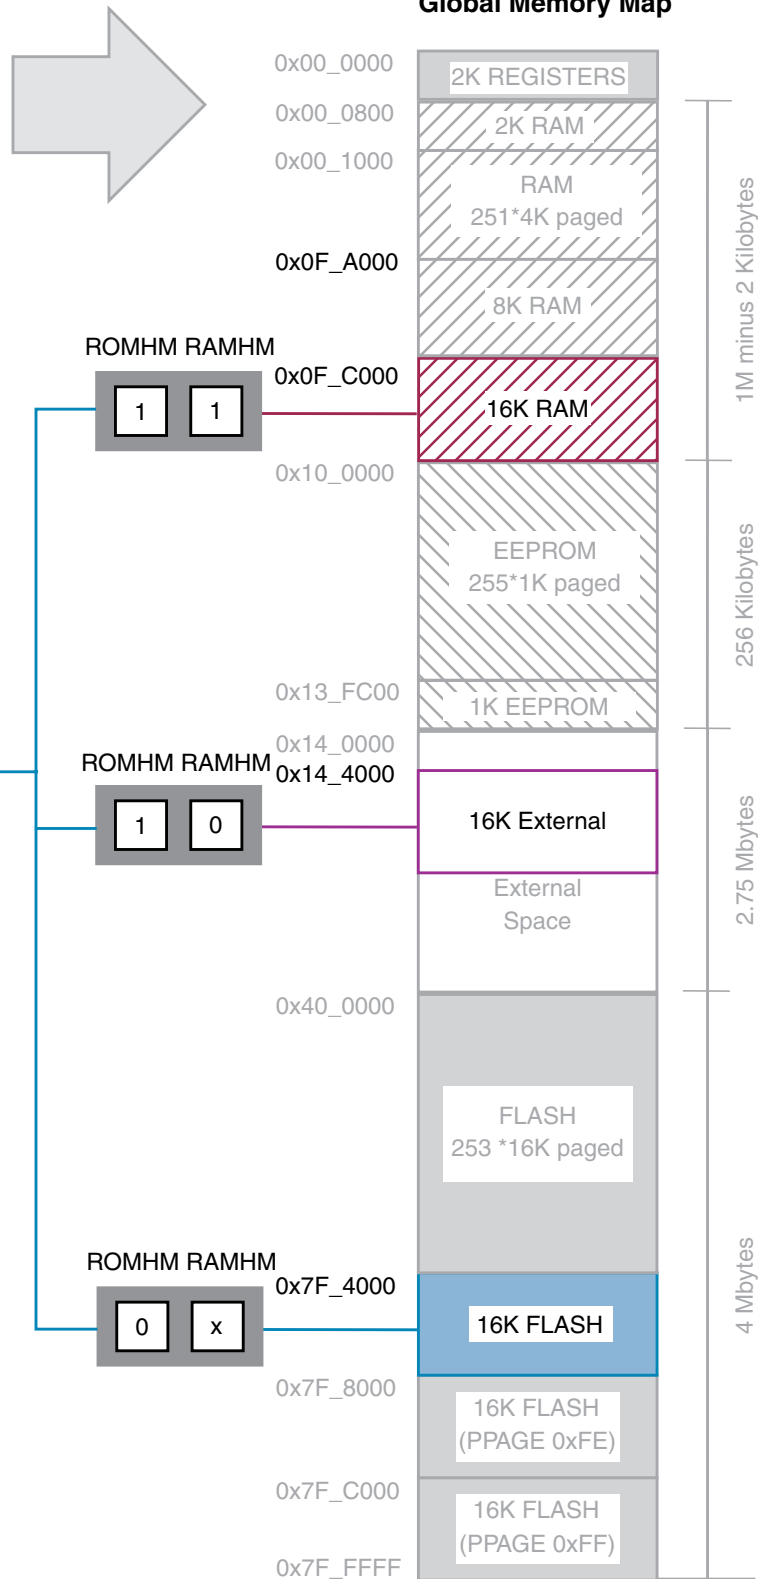 Global Memory Map
0x00_0000
2K REGISTERS
0x00_0800
2K RAM
0x00_1000
RAM
251*4K paged
1M minus 2 Kilobytes
0x0F_A000
8K RAM
ROMHM RAMHM
0x0F_C000
1 1
16K RAM
0x10_0000
EEPROM
255*1K paged
256 Kilobytes
0x13_FC00
1K EEPROM
0x14_0000
ROMHM RAMHM
0x14_4000
1 0
16K External
External
Space
2.75 Mbytes
0x40_0000
FLASH
253 *16K paged
4 Mbytes
ROMHM RAMHM
0x7F_4000
0 x
16K FLASH
0x7F_8000
16K FLASH
(PPAGE 0xFE)
0x7F_C000
16K FLASH
(PPAGE 0xFF)
0x7F_FFFF